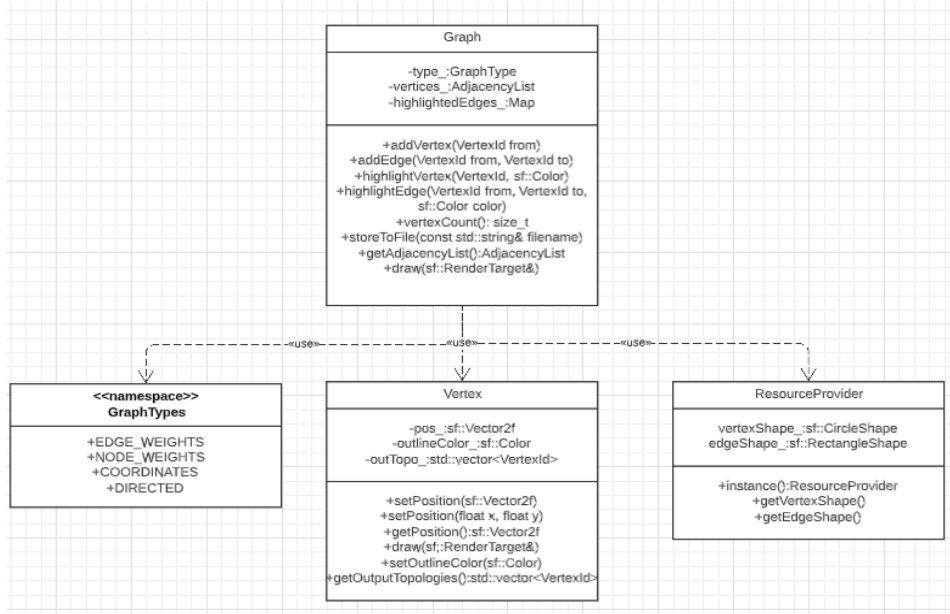 Graph
-type_:GraphType
-vertices_:AdjacencyList
-highlightedEdges_:Map
+addVertex(VertexId from)
+addEdge(VertexId from, VertexId to)
+highlightVertex(VertexId, sf::Color)
+highlightEdge(VertexId from, VertexId to,
sf::Color color)
+vertexCount(): size_t
+storeToFile(const std::string& filename)
+getAdjacencyList():AdjacencyList
+draw(sf::RenderTarget&)
«use»
«use»
«use»
<<namespace>>
GraphTypes
+EDGE_WEIGHTS
+NODE_WEIGHTS
+COORDINATES
+DIRECTED
Vertex
-pos_:sf::Vector2f
-outlineColor_:sf::Color
-outTopo_:std::vector<VertexId>
+setPosition(sf::Vector2f)
+setPosition(float x, float y)
+getPosition():sf::Vector2f
+draw(sf;:RenderTarget&)
+setOutlineColor(sf::Color)
+getOutputTopologies():std::vector<VertexId>
ResourceProvider
vertexShape_:sf::CircleShape
edgeShape_:sf::RectangleShape
+instance():ResourceProvider
+getVertexShape()
+getEdgeShape()